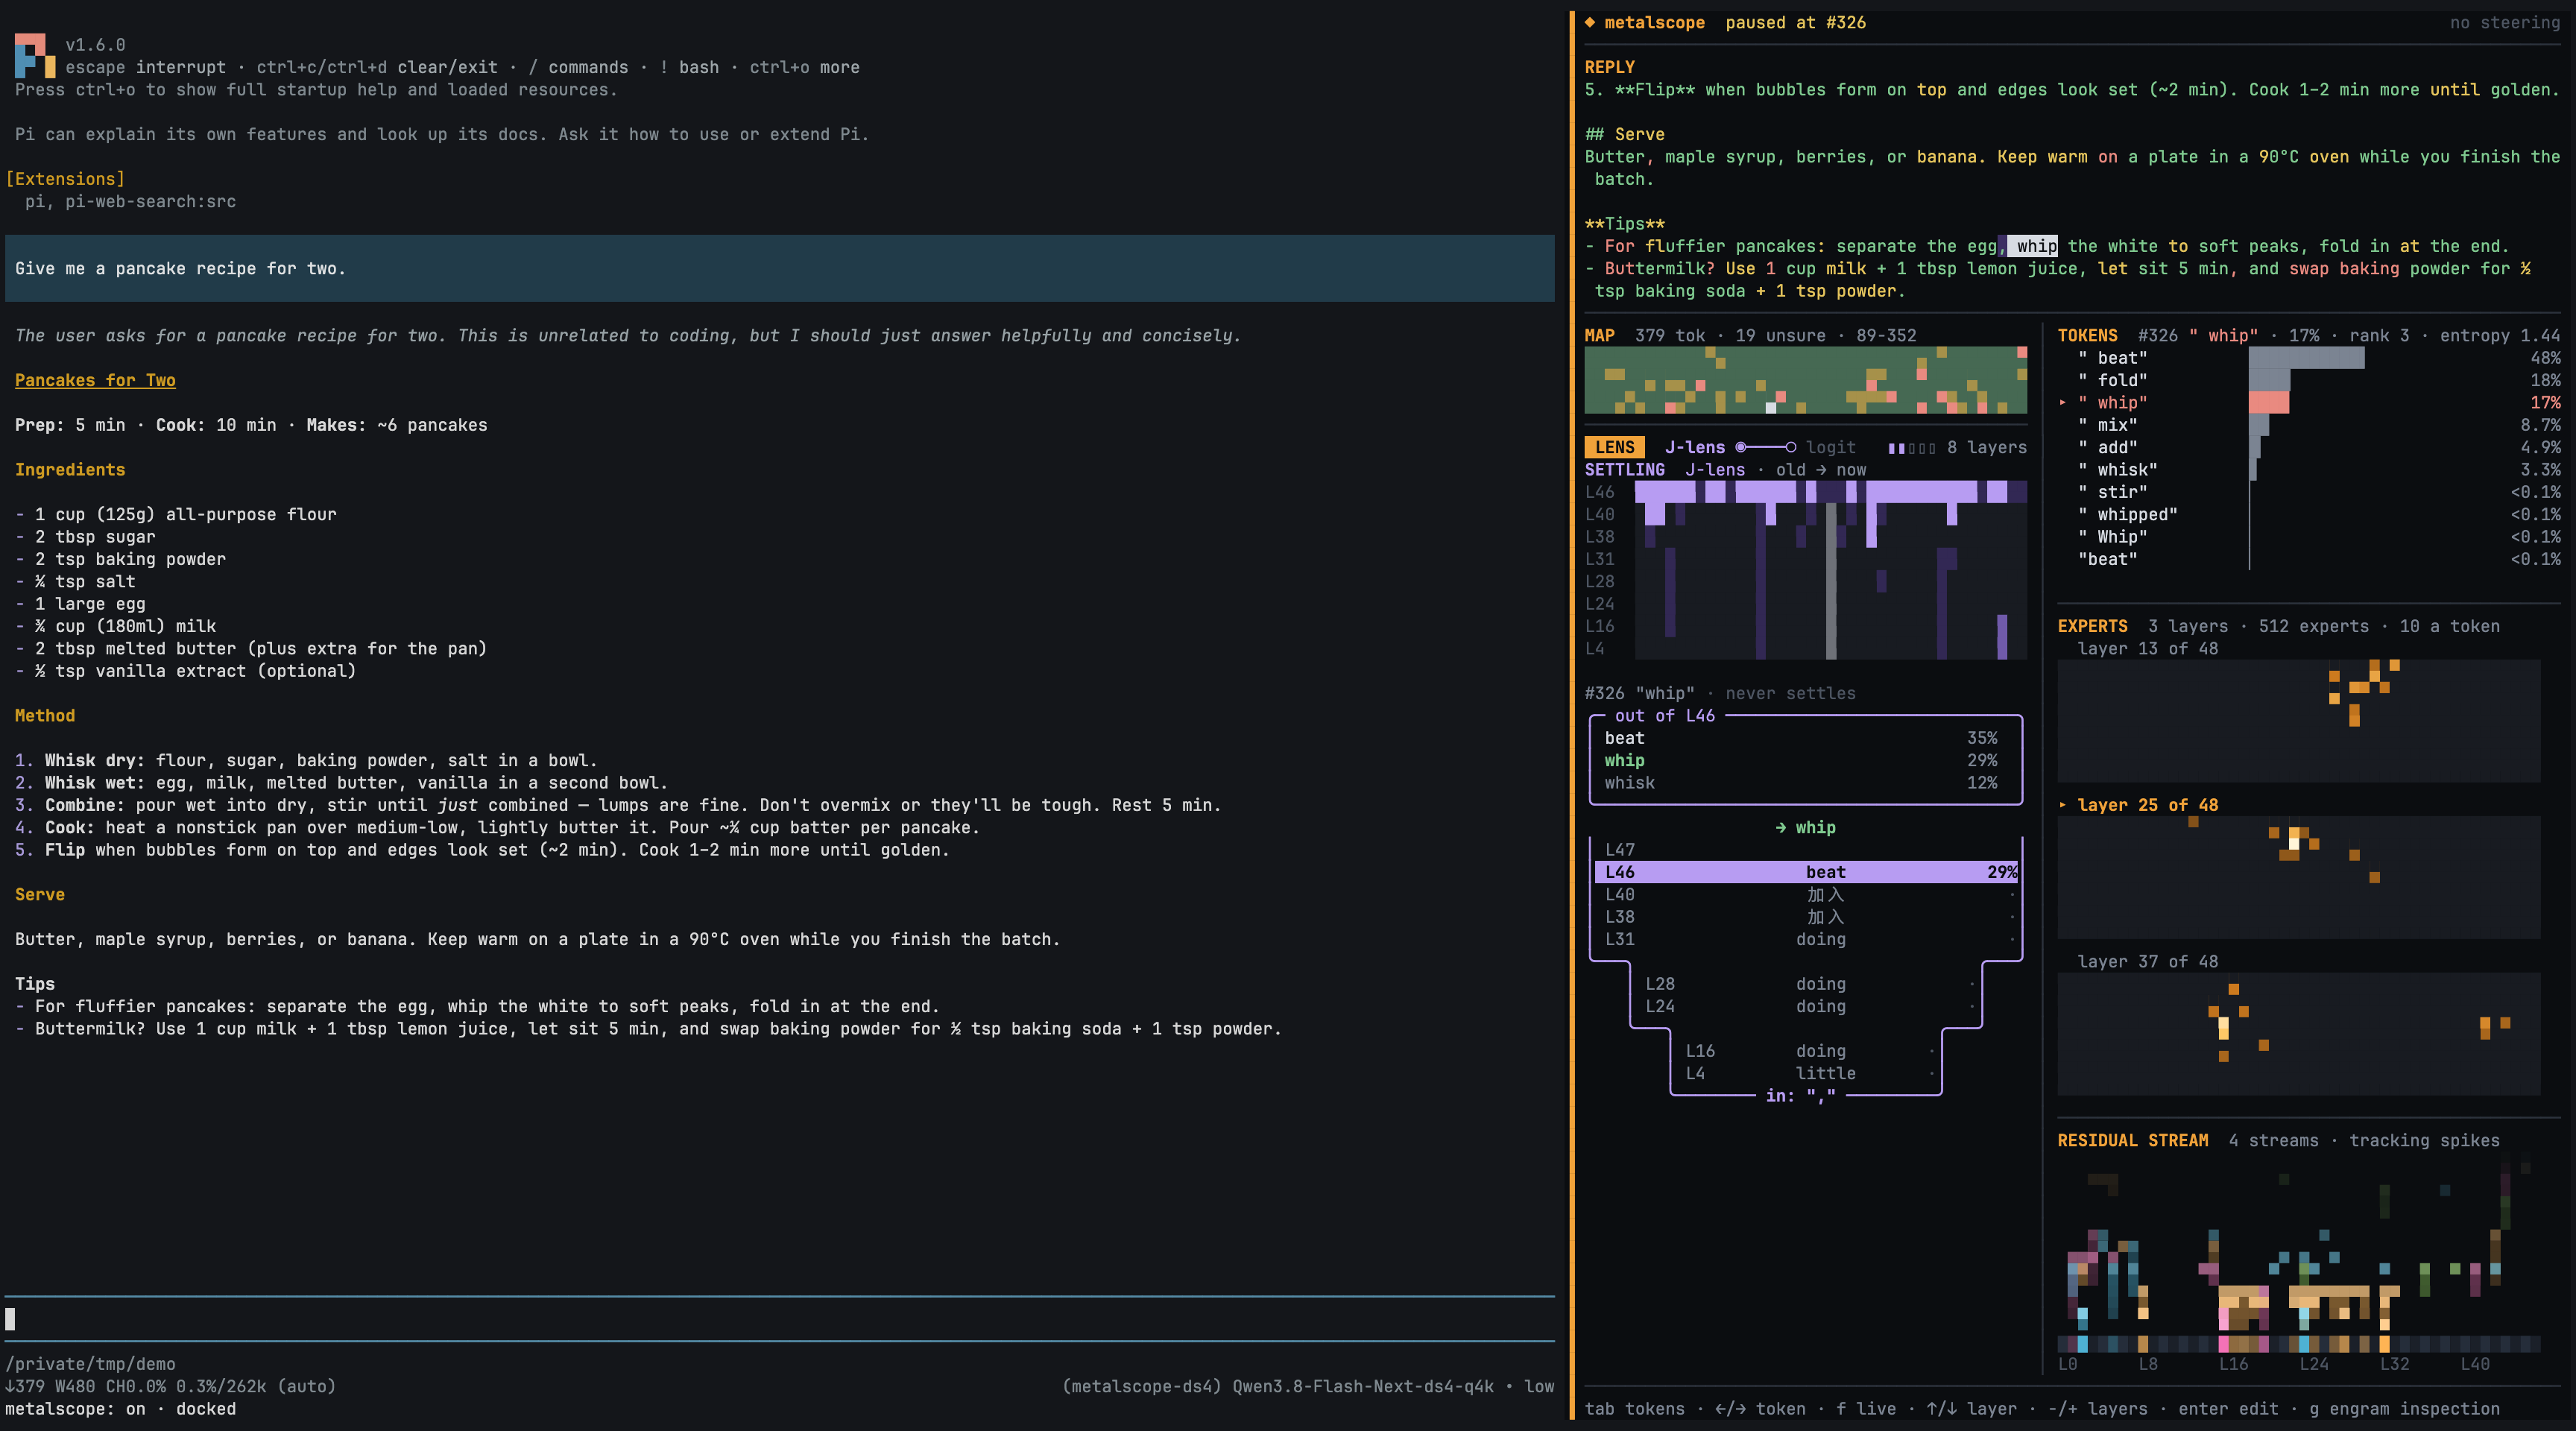 v1.6.0
escape interrupt · ctrl+c/ctrl+d clear/exit · / commands · ! bash · ctrl+o more
Press ctrl+o to show full startup help and loaded resources.
Pi can explain its own features and look up its docs. Ask it how to use or extend Pi.
[Extensions]
pi, pi-web-search:src
Give me a pancake recipe for two.
The user asks for a pancake recipe for two. This is unrelated to coding, but I should just answer helpfully and concisely.
Pancakes for Two
Prep: 5 min · Cook: 10 min · Makes: ~6 pancakes
Ingredients
- 1 cup (125g) all-purpose flour
- 2 tbsp sugar
- 2 tsp baking powder
- ¼ tsp salt
- 1 large egg
- ¾ cup (180ml) milk
- 2 tbsp melted butter (plus extra for the pan)
- ½ tsp vanilla extract (optional)
Method
1. Whisk dry: flour, sugar, baking powder, salt in a bowl.
2. Whisk wet: egg, milk, melted butter, vanilla in a second bowl.
3. Combine: pour wet into dry, stir until just combined — lumps are fine. Don't overmix or they'll be tough. Rest 5 min.
4. Cook: heat a nonstick pan over medium-low, lightly butter it. Pour ~¼ cup batter per pancake.
5. Flip when bubbles form on top and edges look set (~2 min). Cook 1–2 min more until golden.
Serve
Butter, maple syrup, berries, or banana. Keep warm on a plate in a 90°C oven while you finish the batch.
Tips
- For fluffier pancakes: separate the egg, whip the white to soft peaks, fold in at the end.
- Buttermilk? Use 1 cup milk + 1 tbsp lemon juice, let sit 5 min, and swap baking powder for ½ tsp baking soda + 1 tsp powder.
/private/tmp/demo
↓379 W480 CH0.0% 0.3%/262k (auto)
(metalscope-ds4) Qwen3.8-Flash-Next-ds4-q4k • low
metalscope: on · docked
◆ metalscope paused at #326
no steering
REPLY
5. **Flip** when bubbles form on top and edges look set (~2 min). Cook 1–2 min more until golden.
## Serve
Butter, maple syrup, berries, or banana. Keep warm on a plate in a 90°C oven while you finish the
batch.
**Tips**
- For fluffier pancakes: separate the egg, whip the white to soft peaks, fold in at the end.
- Buttermilk? Use 1 cup milk + 1 tbsp lemon juice, let sit 5 min, and swap baking powder for ½
tsp baking soda + 1 tsp powder.
MAP 379 tok · 19 unsure · 89-352
LENS J-lens logit 8 layers
SETTLING J-lens · old → now
L46
L40
L38
L31
L28
L24
L16
L4
#326 "whip" · never settles
out of L46
beat 35%
whip 29%
whisk 12%
→ whip
L47
L46 beat 29%
L40 加入 ·
L38 加入 ·
L31 doing ·
L28 doing ·
L24 doing ·
L16 doing ·
L4 little ·
in: ","
TOKENS #326 " whip" · 17% · rank 3 · entropy 1.44
" beat" 48%
" fold" 18%
▸ " whip" 17%
" mix" 8.7%
" add" 4.9%
" whisk" 3.3%
" stir" <0.1%
" whipped" <0.1%
" Whip" <0.1%
"beat" <0.1%
EXPERTS 3 layers · 512 experts · 10 a token
layer 13 of 48
▸ layer 25 of 48
layer 37 of 48
RESIDUAL STREAM 4 streams · tracking spikes
L0 L8 L16 L24 L32 L40
tab tokens · ←/→ token · f live · ↑/↓ layer · -/+ layers · enter edit · g engram inspection